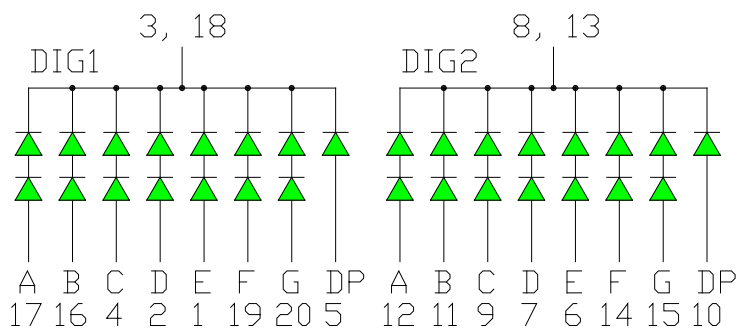 3, 18 8, 13
DIG1 DIG2
A B C D E F G DP A B C D E F G DP
17 16 4 2 1 19 20 5 12 11 9 7 6 14 15 10